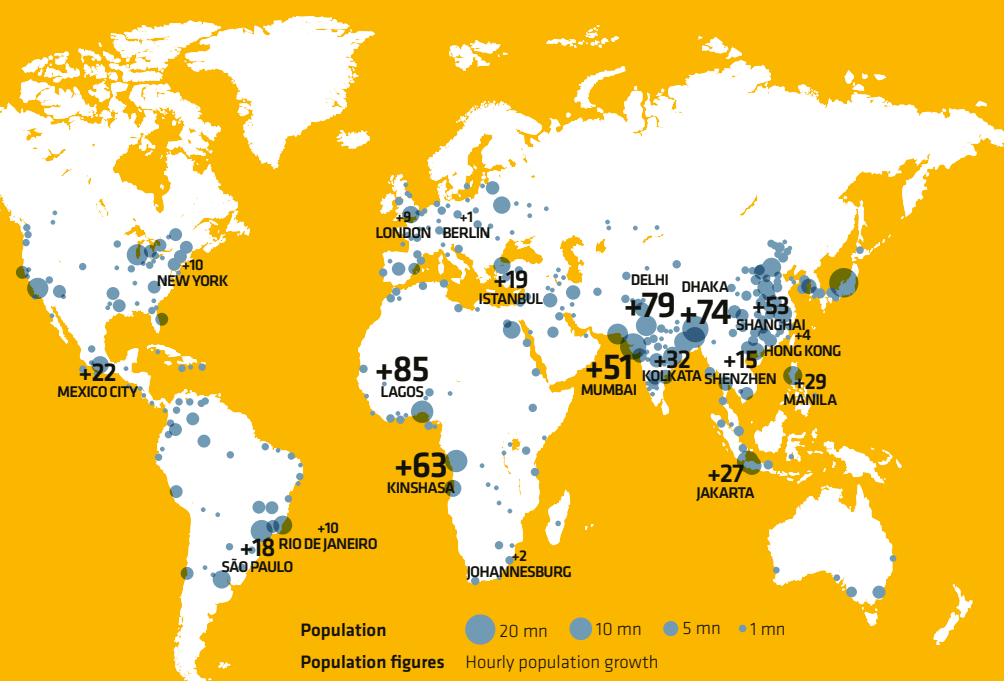 +9
LONDON
+1
BERLIN
+10
NEW YORK
+19
ISTANBUL
DELHI
+79
DHAKA
+74
+53
SHANGHAI
+4
HONG KONG
+22
MEXICO CITY
+85
LAGOS
+51
MUMBAI
+32
KOLKATA
+15
SHENZHEN
+29
MANILA
+63
KINSHASA
+27
JAKARTA
+10
RIO DE JANEIRO
+18
SÃO PAULO
+2
JOHANNESBURG
Population 20 mn 10 mn 5 mn 1 mn
Population figures Hourly population growth